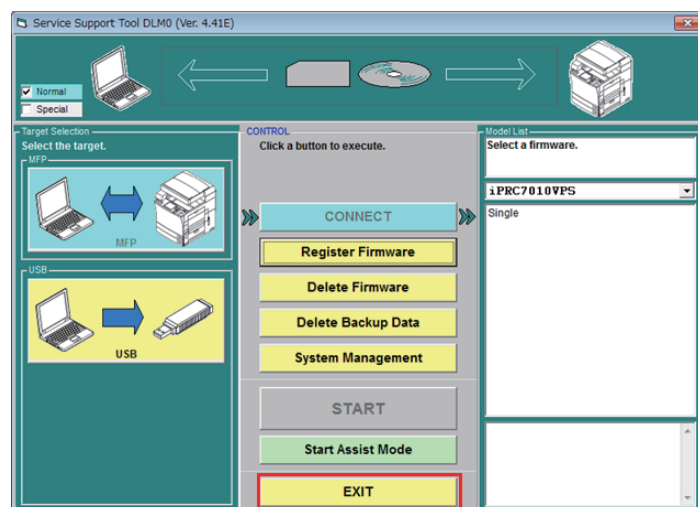 Service Support Tool DLM0 (Ver. 4.41E)
Normal
Special
Target Selection
Select the target.
MFP
MFP
USB
USB
CONTROL
Click a button to execute.
CONNECT
Register Firmware
Delete Firmware
Delete Backup Data
System Management
START
Start Assist Mode
EXIT
Model List
Select a firmware.
iPRC7010VPS
Single